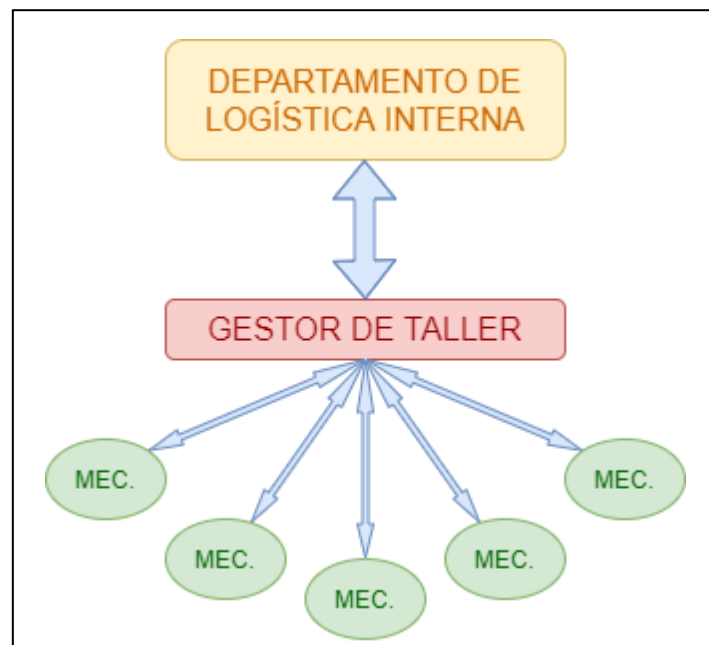 DEPARTAMENTO DE
LOGÍSTICA INTERNA
GESTOR DE TALLER
MEC.
MEC.
MEC.
MEC.
MEC.